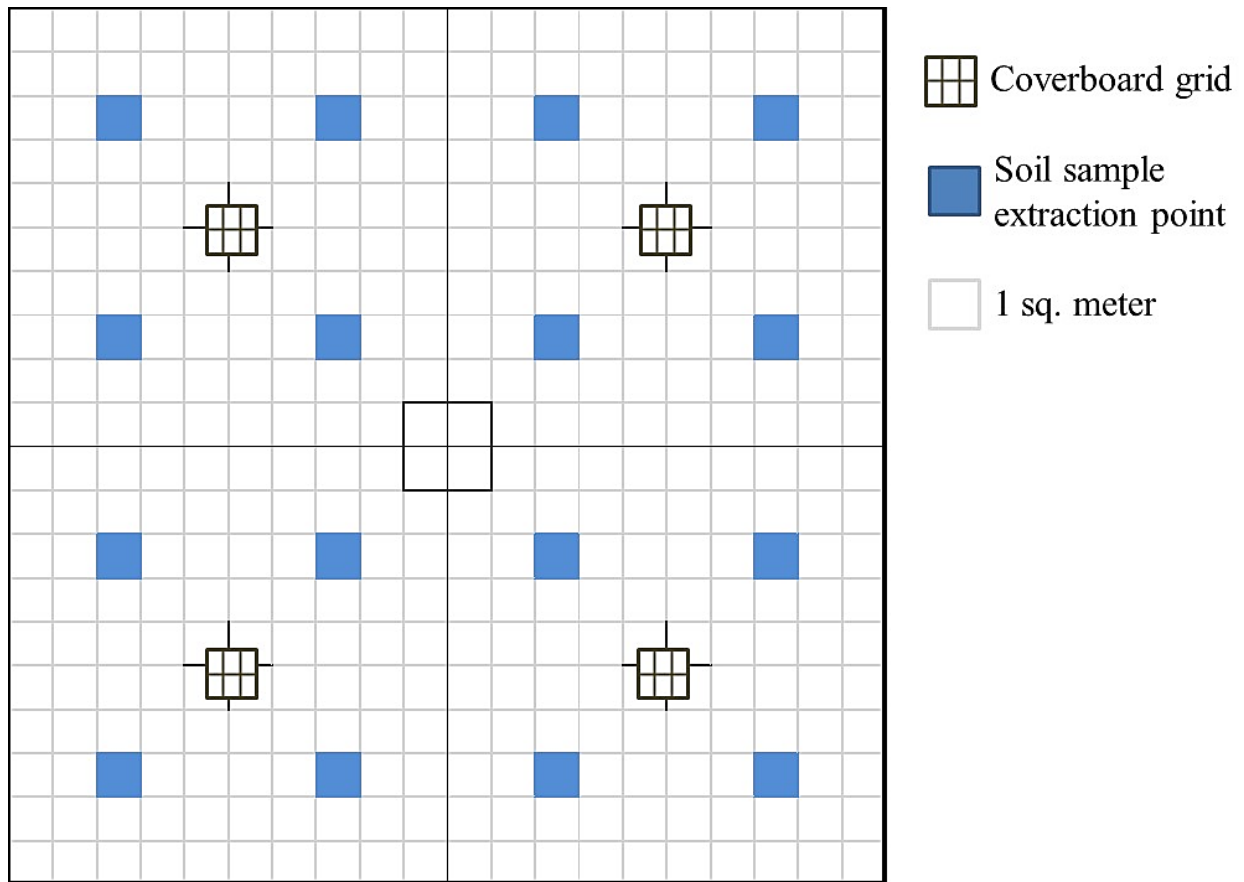 Coverboard grid
Soil sample
extraction point
1 sq. meter